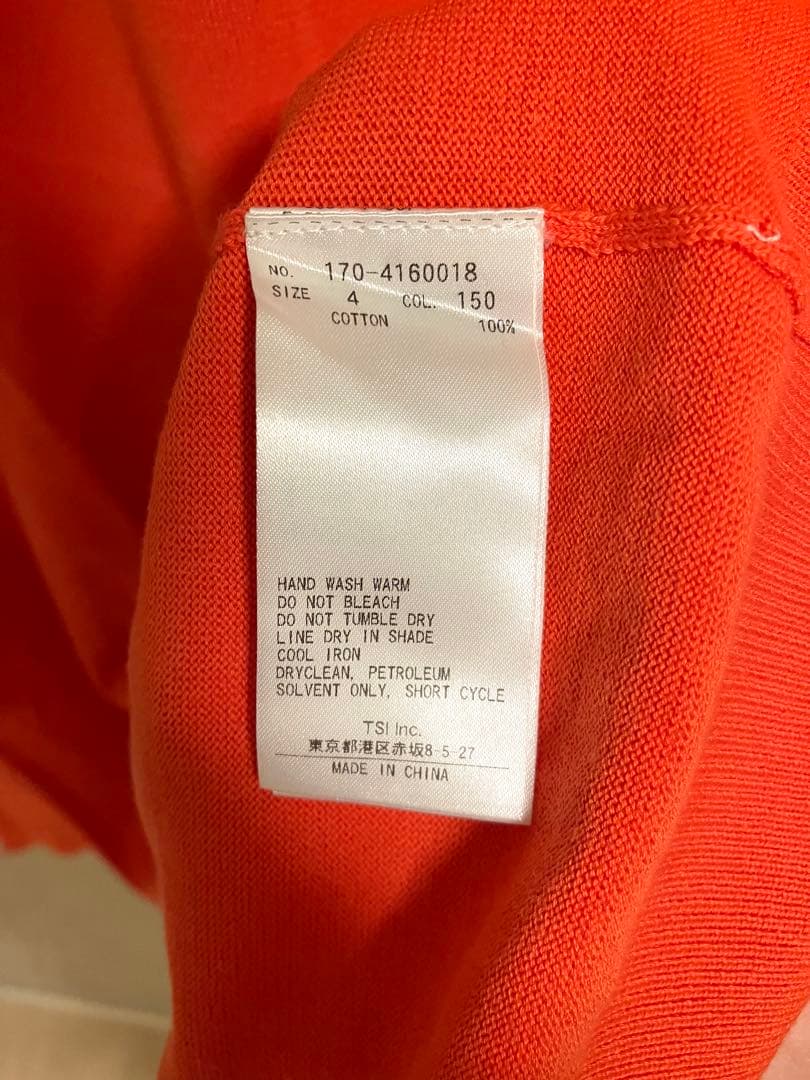 NO. 170-4160018
SIZE 4 COL. 150
COTTON 100%
HAND WASH WARM
DO NOT BLEACH
DO NOT TUMBLE DRY
LINE DRY IN SHADE
COOL IRON
DRYCLEAN, PETROLEUM
SOLVENT ONLY, SHORT CYCLE
TSI Inc.
東京都港区赤坂8-5-27
MADE IN CHINA